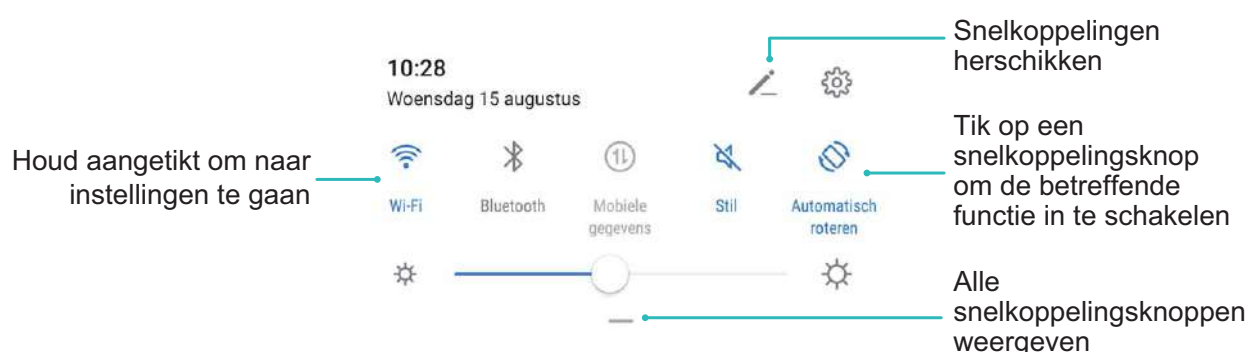 Snelkoppelingen
herschikken
10:28
Woensdag 15 augustus
Tik op een
snelkoppelingsknop
om de betreffende
functie in te schakelen
Houd aangetikt om naar
instellingen te gaan
Wi-Fi
Bluetooth
Mobiele
gegevens
Stil
Automatisch
roteren
Alle
snelkoppelingsknoppen
weergeven